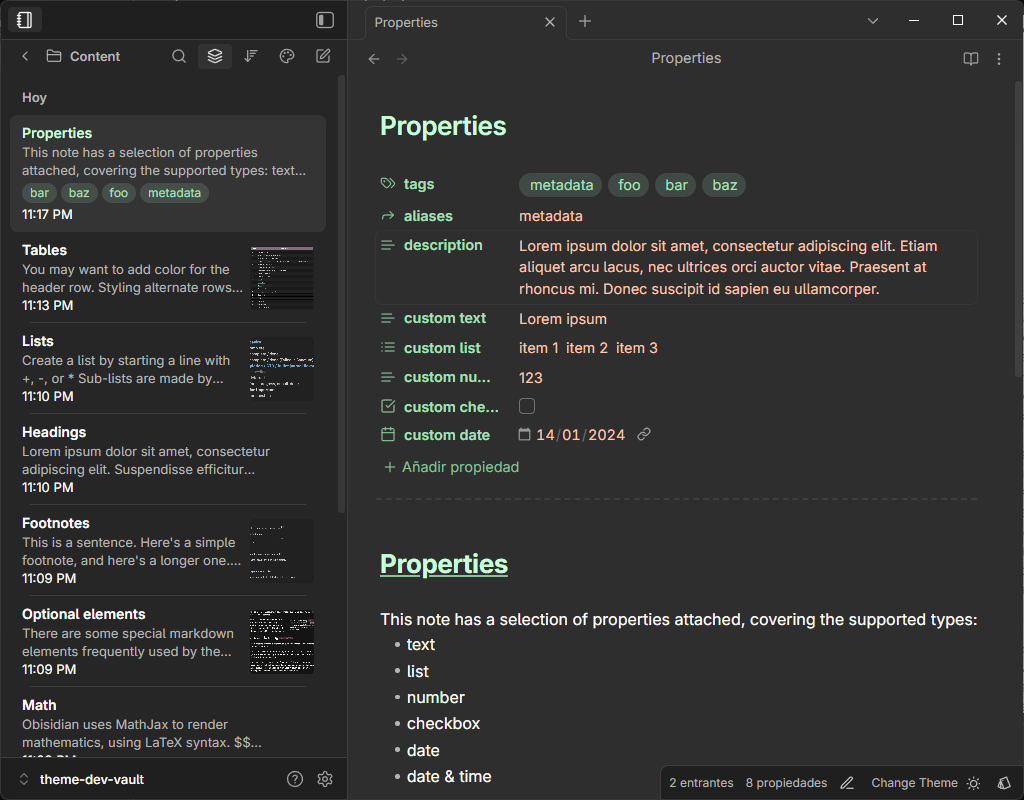 Properties
Content
Properties
Hoy
Properties
This note has a selection of properties
attached, covering the supported types: text...
bar baz foo metadata
11:17 PM
Tables
You may want to add color for the
header row. Styling alternate rows...
11:13 PM
Lists
Create a list by starting a line with
+, -, or * Sub-lists are made by...
11:10 PM
Headings
Lorem ipsum dolor sit amet, consectetur
adipiscing elit. Suspendisse efficitur...
11:10 PM
Footnotes
This is a sentence. Here's a simple
footnote, and here's a longer one....
11:09 PM
Optional elements
There are some special markdown
elements frequently used by the...
11:09 PM
Math
Obisidian uses MathJax to render
mathematics, using LaTeX syntax. $$...
theme-dev-vault
Properties
tags metadata foo bar baz
aliases metadata
description Lorem ipsum dolor sit amet, consectetur adipiscing elit. Etiam
aliquet arcu lacus, nec ultrices orci auctor vitae. Praesent at
rhoncus mi. Donec suscipit id sapien eu ullamcorper.
custom text Lorem ipsum
custom list item 1 item 2 item 3
custom nu... 123
custom che...
custom date 14/01/2024
+ Añadir propiedad
Properties
This note has a selection of properties attached, covering the supported types:
• text
• list
• number
• checkbox
• date
• date & time
2 entrantes 8 propiedades Change Theme